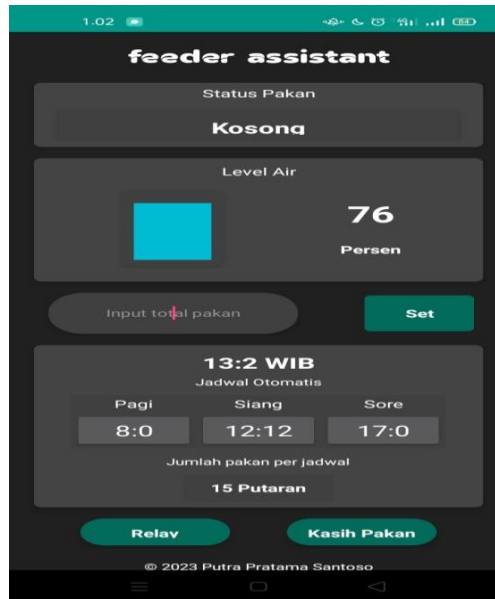 1.02
feeder assistant
Status Pakan
Kosong
Level Air
76
Persen
Input total pakan
Set
13:2 WIB
Jadwal Otomatis
Pagi Siang Sore
8:0 12:12 17:0
Jumlah pakan per jadwal
15 Putaran
Relay Kasih Pakan
© 2023 Putra Pratama Santoso